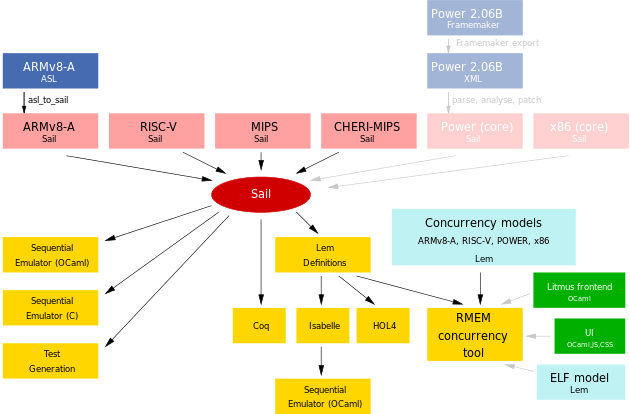 Power 2.06B
Framemaker
Framemaker export
ARMv8-A
ASL
Power 2.06B
XML
asl_to_sail
parse, analyse, patch
ARMv8-A
Sail
RISC-V
Sail
MIPS
Sail
CHERI-MIPS
Sail
Power (core)
Sail
x86 (core)
Sail
Sail
Concurrency models
ARMv8-A, RISC-V, POWER, x86
Lem
Sequential
Emulator (OCaml)
Lem
Definitions
Sequential
Emulator (C)
Litmus frontend
OCaml
Coq
Isabelle
HOL4
RMEM
concurrency
tool
UI
OCaml,JS,CSS
Test
Generation
ELF model
Lem
Sequential
Emulator (OCaml)